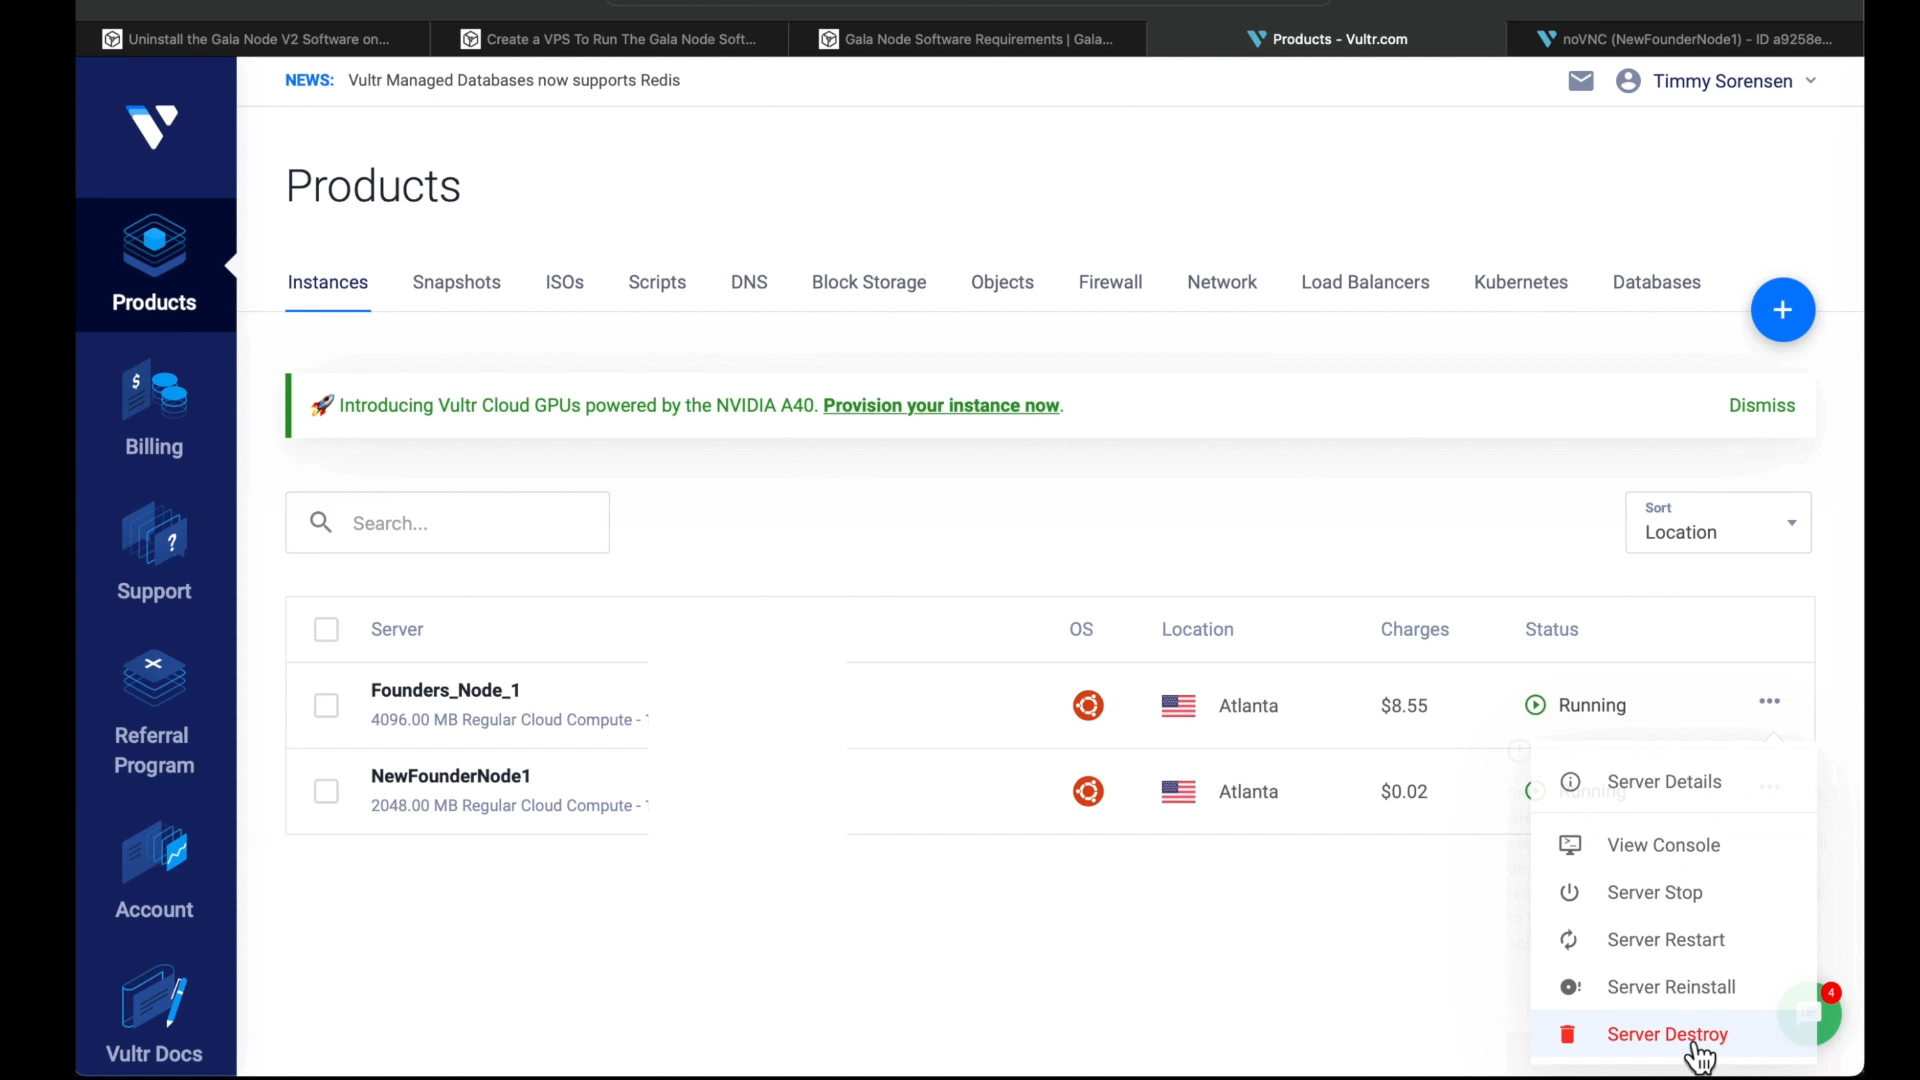 Uninstall the Gala Node V2 Software on...
Create a VPS To Run The Gala Node Soft...
Gala Node Software Requirements | Gala...
Products - Vultr.com
noVNC (NewFounderNode1) - ID a9258e...
NEWS: Vultr Managed Databases now supports Redis
Timmy Sorensen
Products
Instances Snapshots ISOs Scripts DNS Block Storage Objects Firewall Network Load Balancers Kubernetes Databases
+
🚀 Introducing Vultr Cloud GPUs powered by the NVIDIA A40. Provision your instance now. Dismiss
Search...
Sort
Location
Server OS Location Charges Status
Founders_Node_1
4096.00 MB Regular Cloud Compute -
Atlanta $8.55 Running
NewFounderNode1
2048.00 MB Regular Cloud Compute -
Atlanta $0.02 Running
Server Details
View Console
Server Stop
Server Restart
Server Reinstall
Server Destroy
4
Products
Billing
Support
Referral
Program
Account
Vultr Docs